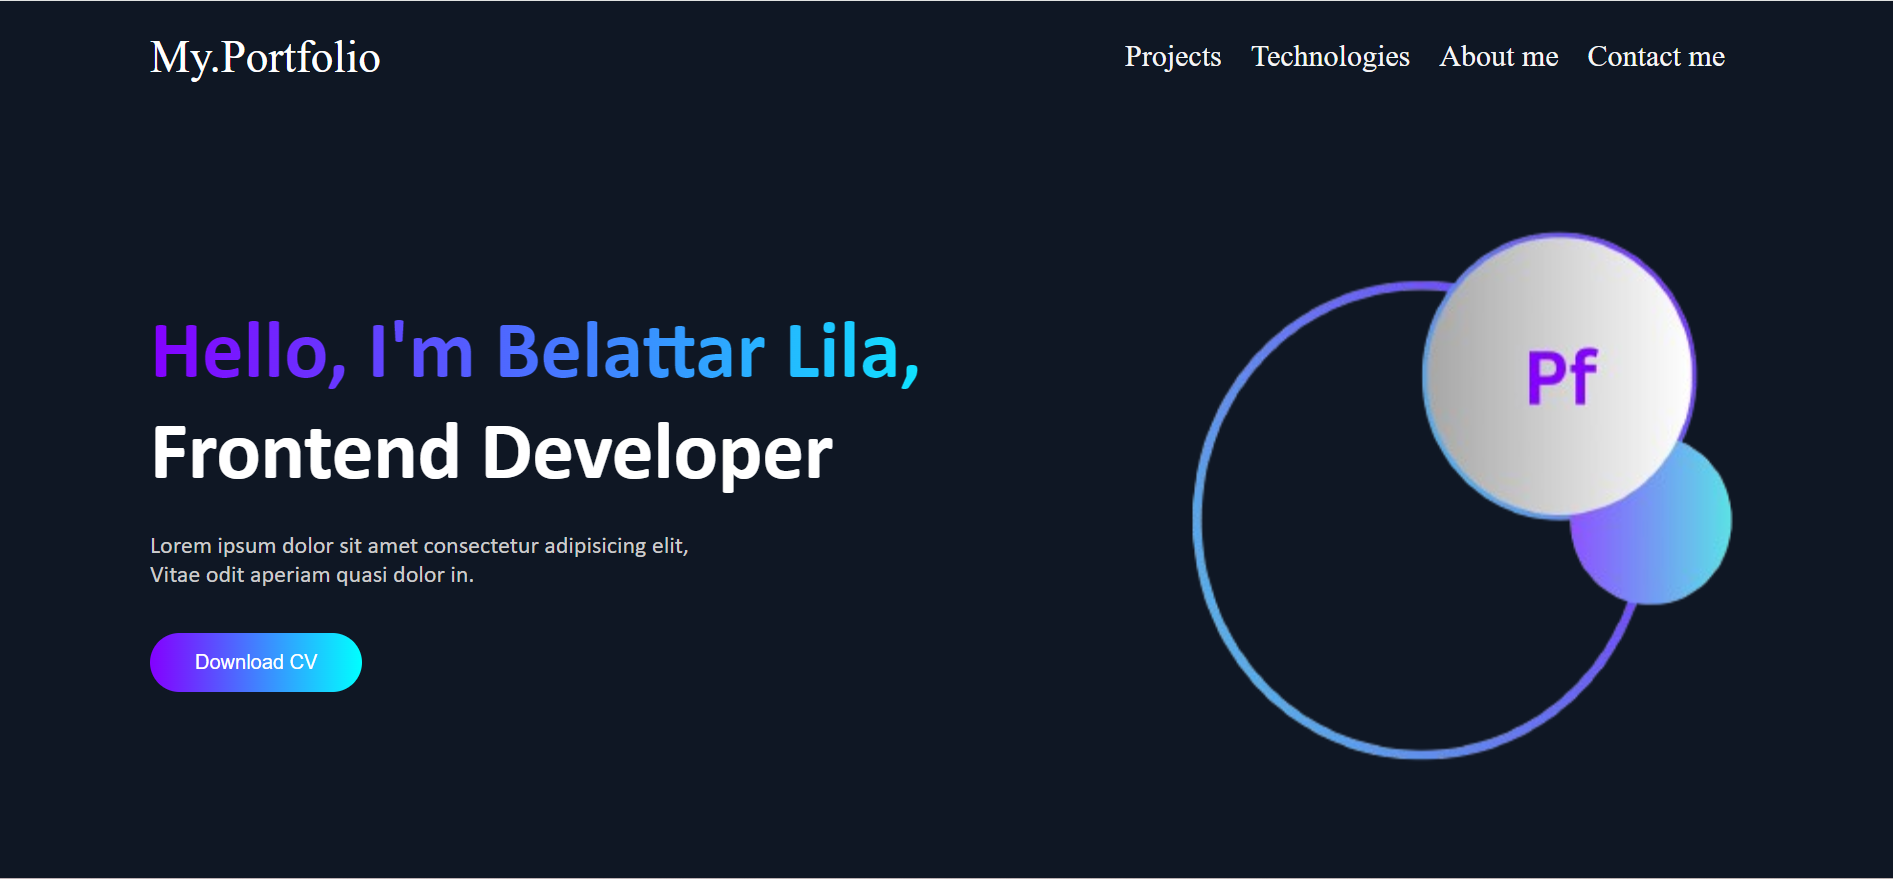 My.Portfolio
Projects Technologies About me Contact me
Hello, I'm Belattar Lila,
Frontend Developer
Lorem ipsum dolor sit amet consectetur adipisicing elit,
Vitae odit aperiam quasi dolor in.
Download CV
Pf